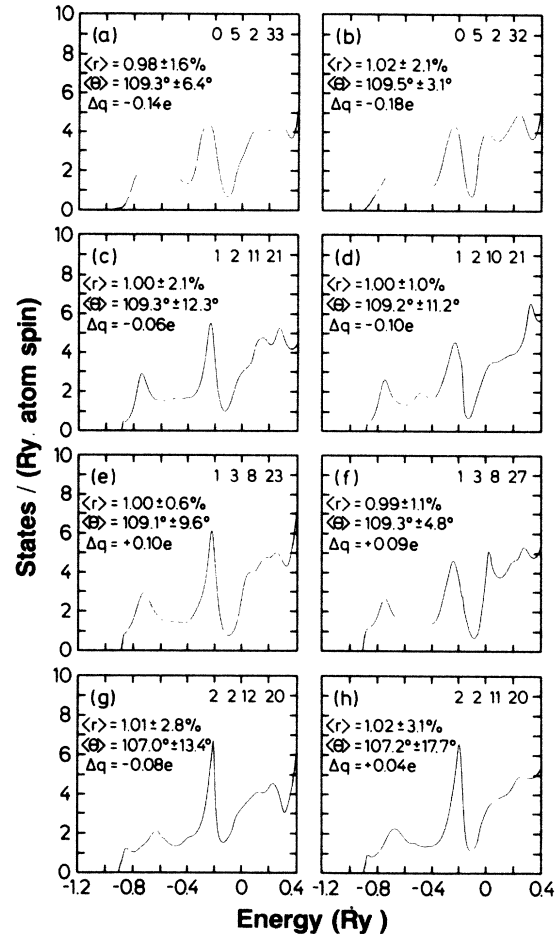 10
8
6
4
2
0
(a) 0 5 2 33
⟨r⟩ = 0.98 ± 1.6%
⟨Θ⟩ = 109.3° ± 6.4°
Δq = -0.14e
(b) 0 5 2 32
⟨r⟩ = 1.02 ± 2.1%
⟨Θ⟩ = 109.5° ± 3.1°
Δq = -0.18e
10
8
6
4
2
0
(c) 1 2 11 21
⟨r⟩ = 1.00 ± 2.1%
⟨Θ⟩ = 109.3° ± 12.3°
Δq = -0.06e
(d) 1 2 10 21
⟨r⟩ = 1.00 ± 1.0%
⟨Θ⟩ = 109.2° ± 11.2°
Δq = -0.10e
States / (Ry. atom spin)
10
8
6
4
2
0
(e) 1 3 8 23
⟨r⟩ = 1.00 ± 0.6%
⟨Θ⟩ = 109.1° ± 9.6°
Δq = +0.10e
(f) 1 3 8 27
⟨r⟩ = 0.99 ± 1.1%
⟨Θ⟩ = 109.3° ± 4.8°
Δq = +0.09e
10
8
6
4
2
0
(g) 2 2 12 20
⟨r⟩ = 1.01 ± 2.8%
⟨Θ⟩ = 107.0° ± 13.4°
Δq = -0.08e
(h) 2 2 11 20
⟨r⟩ = 1.02 ± 3.1%
⟨Θ⟩ = 107.2° ± 17.7°
Δq = +0.04e
-1.2 -0.8 -0.4 0 0.4
-1.2 -0.8 -0.4 0 0.4
Energy (Ry)